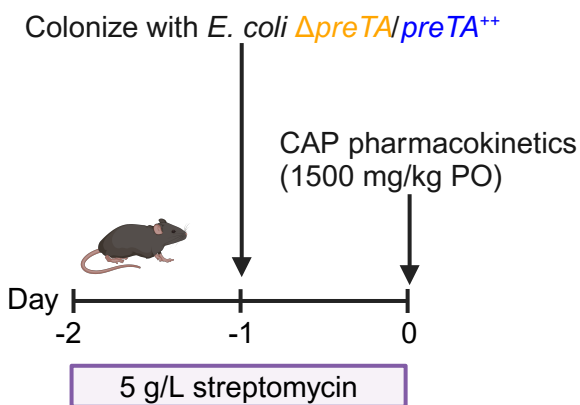 Colonize with E. coli ΔpreTA/preTA⁺⁺
CAP pharmacokinetics
(1500 mg/kg PO)
Day
-2 -1 0
5 g/L streptomycin